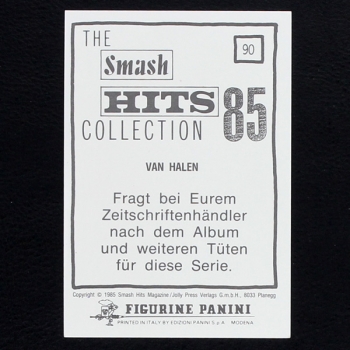 THE
90
Smash
HITS 85
COLLECTION
VAN HALEN
Fragt bei Eurem
Zeitschriftenhändler
nach dem Album
und weiteren Tüten
für diese Serie.
Copyright © 1985 Smash Hits Magazine/Jolly Press Verlags G.m.b.H., 8033 Planegg
FIGURINE PANINI
PRINTED IN ITALY BY EDIZIONI PANINI S.p.A. MODENA